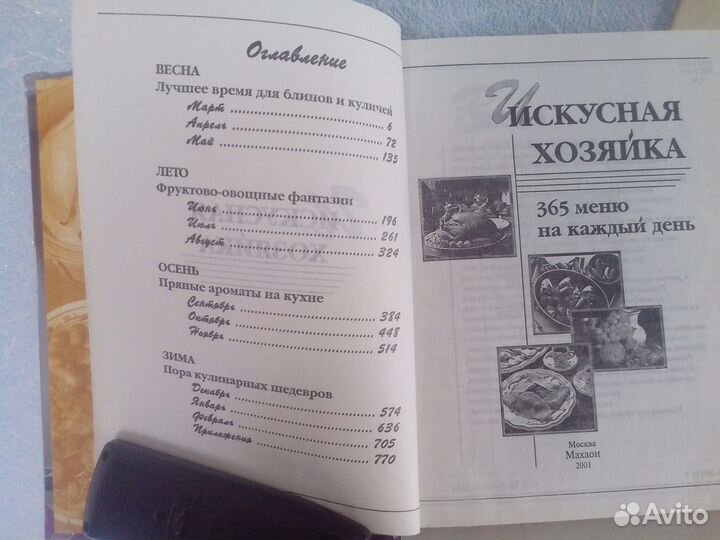 Оглавление
ВЕСНА
Лучшее время для блинов и куличей
Март 6
Апрель 72
Май 135
ЛЕТО
Фруктово-овощные фантазии
Июнь 196
Июль 261
Август 324
ОСЕНЬ
Пряные ароматы на кухне
Сентябрь 384
Октябрь 448
Ноябрь 514
ЗИМА
Пора кулинарных шедевров
Декабрь 574
Январь 636
Февраль 705
Приложения 770
ИСКУСНАЯ
ХОЗЯЙКА
365 меню
на каждый день
Москва
Махаон
2001
Avito